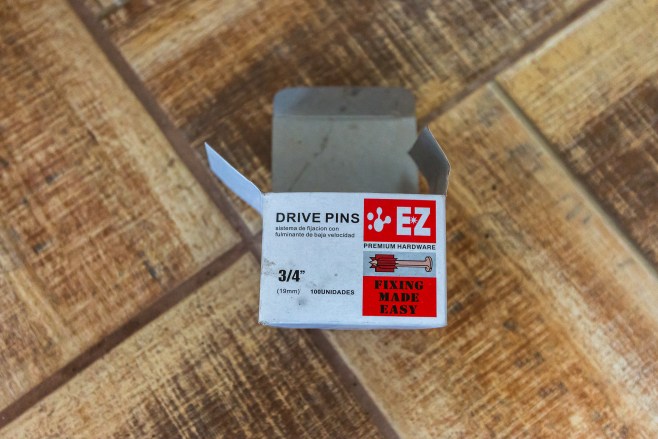 DRIVE PINS
sistema de fijacion con
fulminante de baja velocidad
3/4"
(19mm) 100UNIDADES
EZ
PREMIUM HARDWARE
FIXING
MADE
EASY